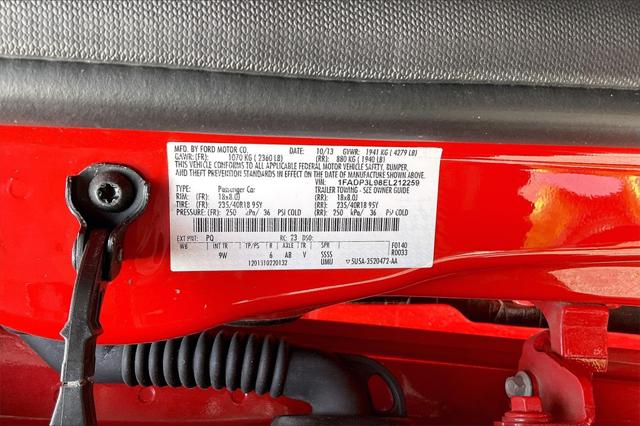 MFD. BY FORD MOTOR CO. 10/13 GVWR: 1941 KG ( 4279 LB)
GAWR:(FR): 1070 KG ( 2360 LB) (RR): 880 KG ( 1940 LB)
THIS VEHICLE CONFORMS TO ALL APPLICABLE FEDERAL MOTOR VEHICLE SAFETY, BUMPER,
AND THEFT PREVENTION STANDARDS IN EFFECT ON THE DATE OF MANUFACTURE SHOWN ABOVE.
VIN: 1FADP3L98EL212259
TYPE: Passenger Car TRAILER TOWING - SEE OWNER GUIDE
RIM: (FR): 18x8.0J (RR): 18x8.0J
TIRE: (FR): 235/40R18 95Y (RR): 235/40R18 95Y
PRESSURE:(FR): 250 kPa/ 36 PSI COLD (RR): 250 kPa/ 36 PSI COLD
EXT PNT: PQ RC: 23 DSO: F0140
WB INT TR TP/PS R AXLE TR SPR R0033
9W 6 AB V SSSS
1201310220132 UMU 5USA-3520472-AA